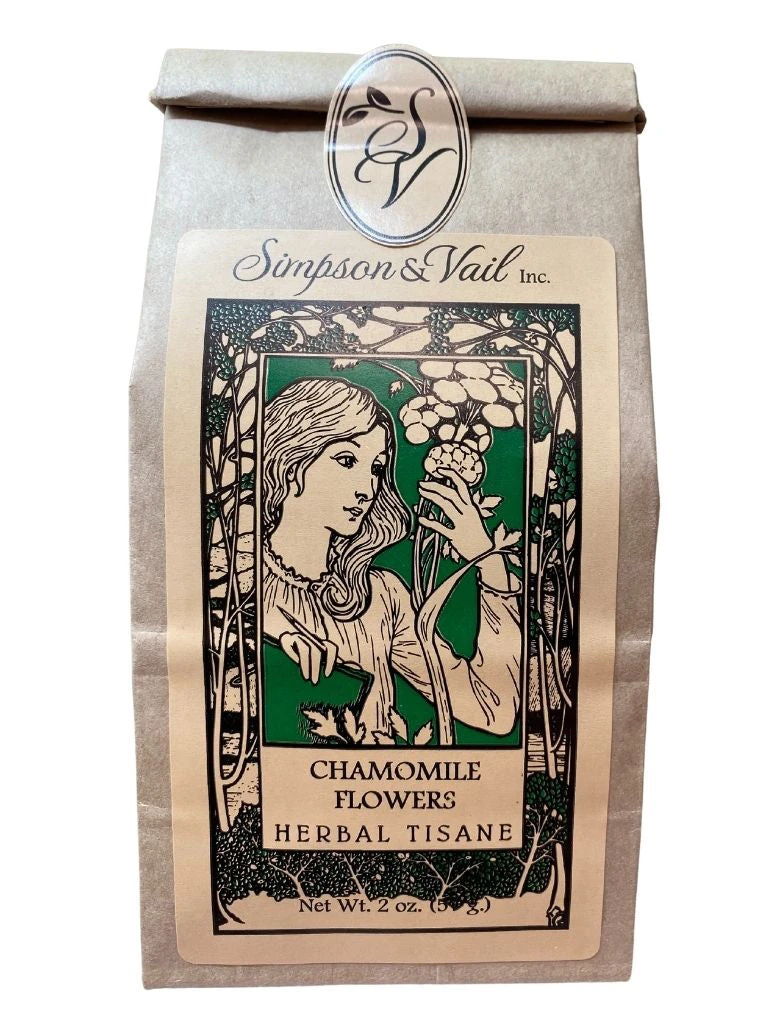 SV
Simpson & Vail Inc.
CHAMOMILE
FLOWERS
HERBAL TISANE
Net Wt. 2 oz.